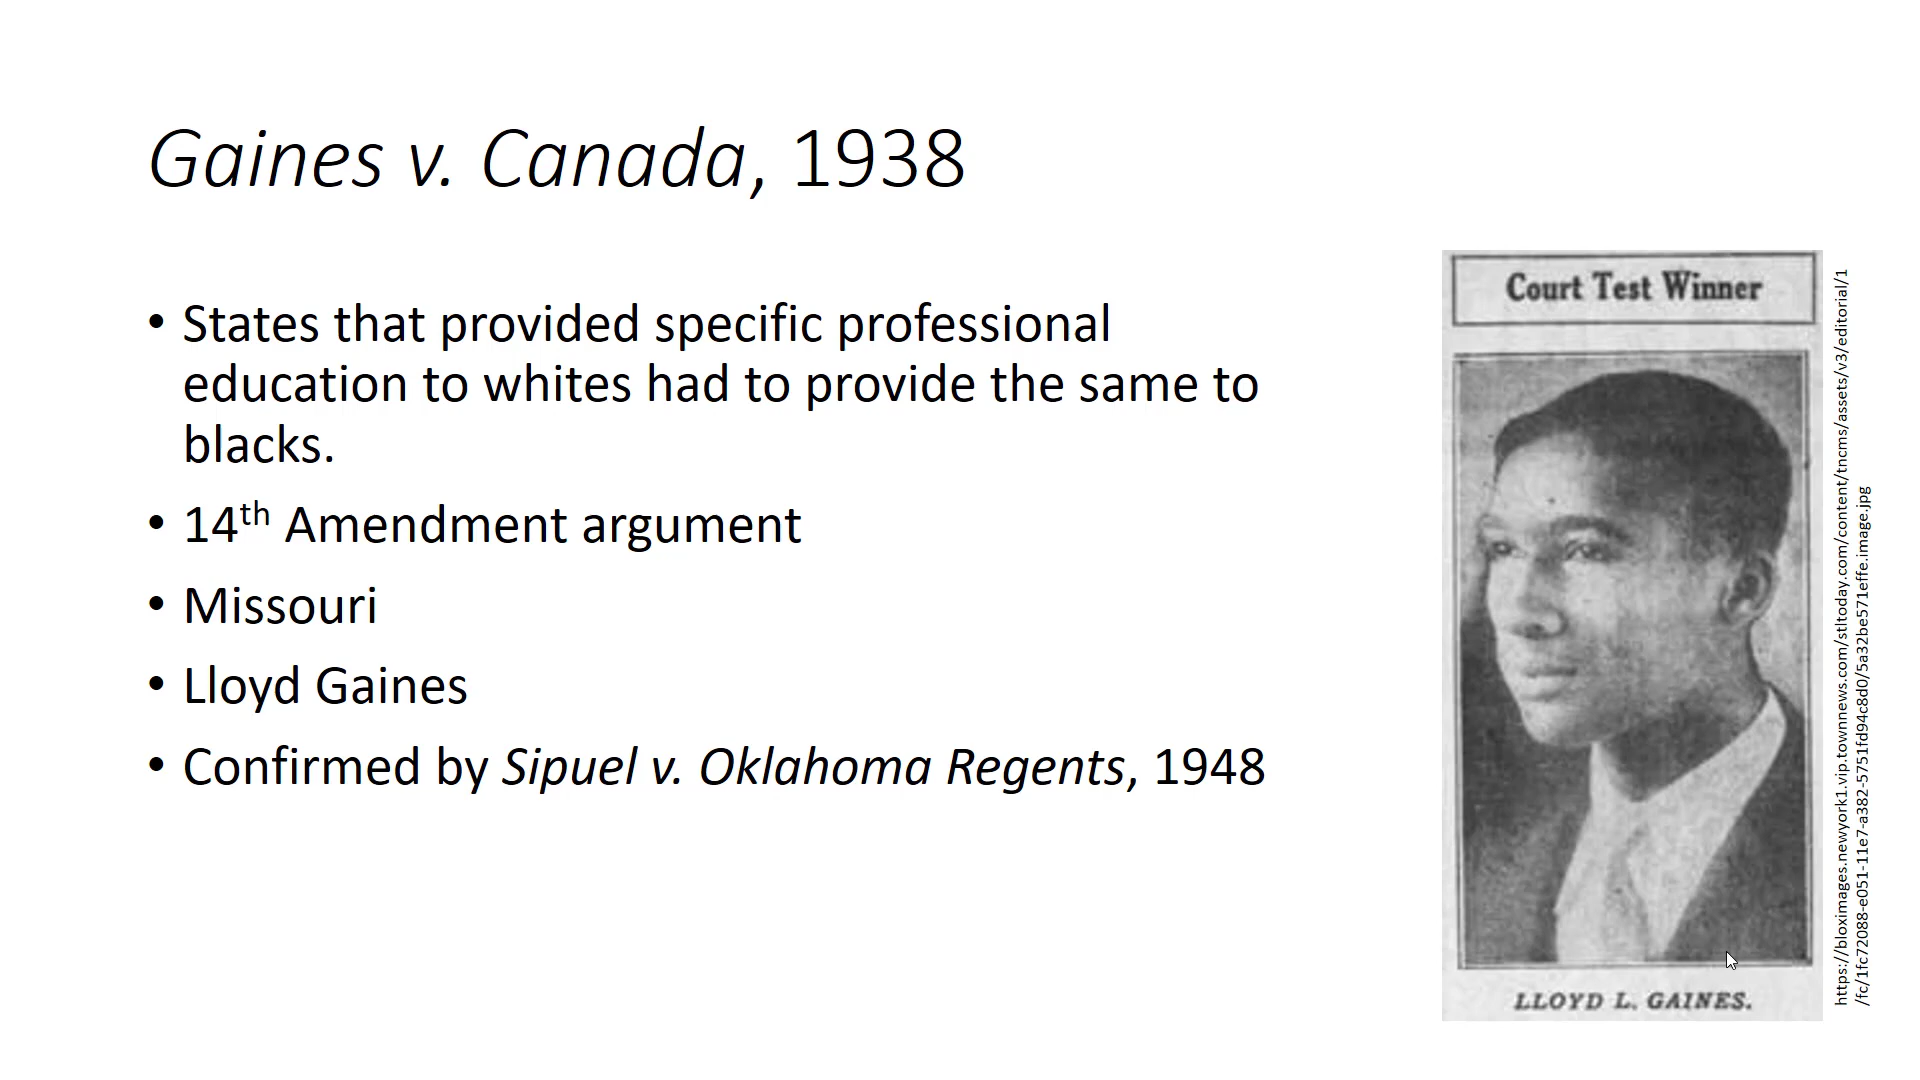 Gaines v. Canada, 1938
• States that provided specific professional
education to whites had to provide the same to
blacks.
• 14th Amendment argument
• Missouri
• Lloyd Gaines
• Confirmed by Sipuel v. Oklahoma Regents, 1948
Court Test Winner
LLOYD L. GAINES.
https://bloximages.newyork1.vip.townnews.com/stltoday.com/content/tncms/assets/v3/editorial/1
/fc/1fc72088-e051-11e7-a382-5751fd94c8d0/5a32be571effe.image.jpg